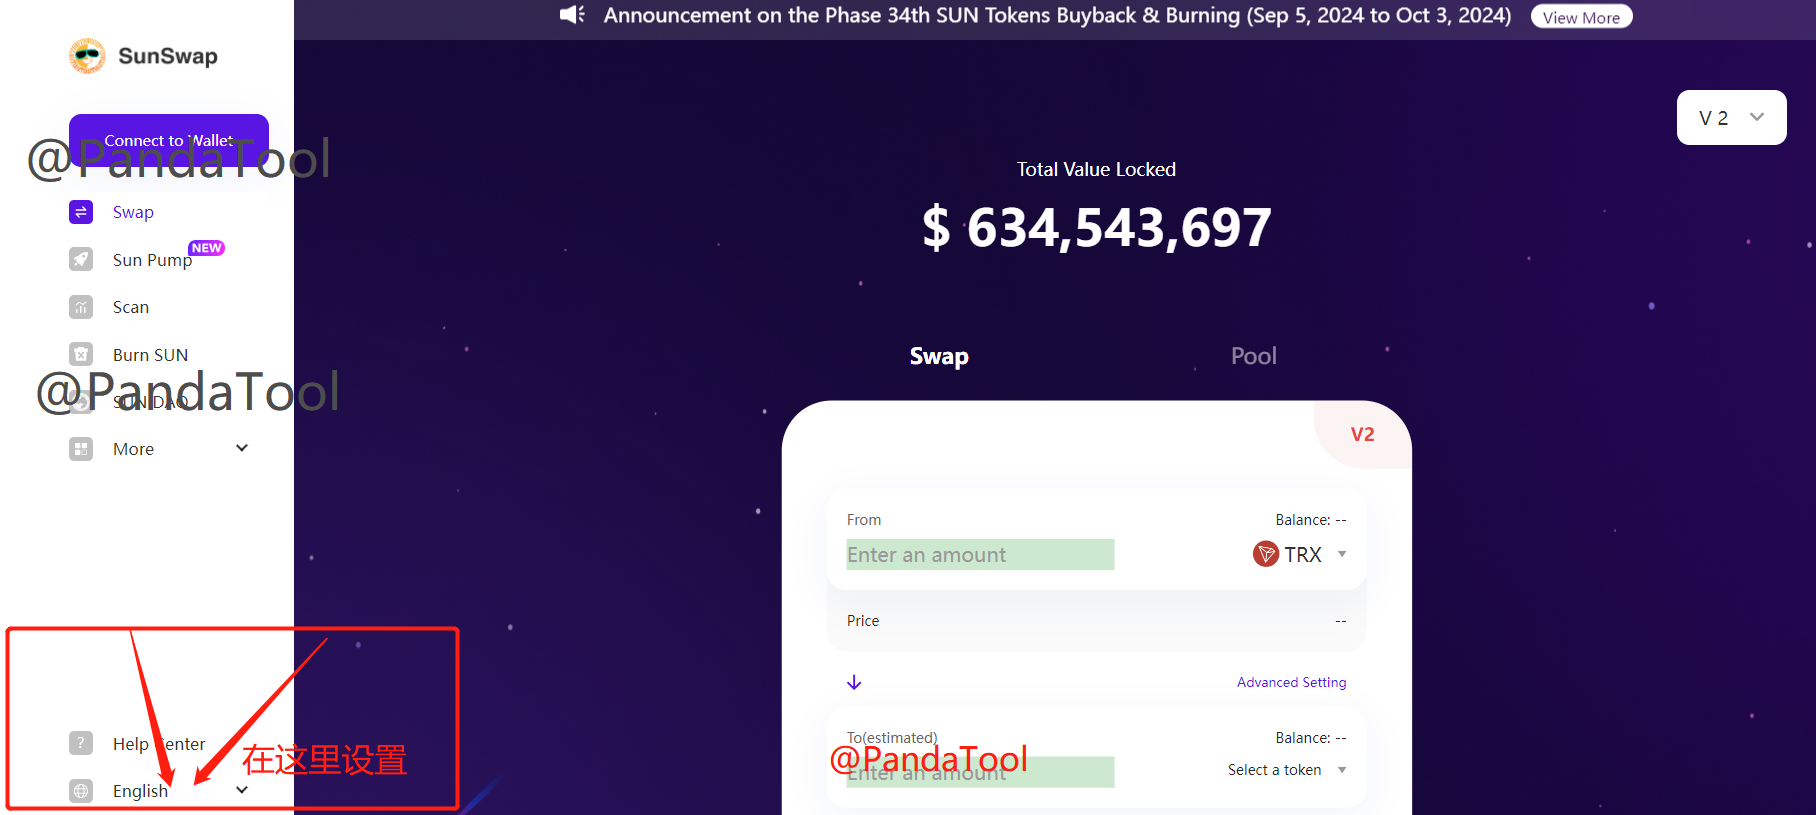 Announcement on the Phase 34th SUN Tokens Buyback & Burning (Sep 5, 2024 to Oct 3, 2024)
View More
SunSwap
Connect to Wallet
@PandaTool
Swap
Sun Pump
NEW
Scan
Burn SUN
SUN DAO
@PandaTool
More
Help Center
English
在这里设置
V 2
Total Value Locked
$ 634,543,697
Swap
Pool
V2
From
Balance: --
Enter an amount
TRX
Price
--
Advanced Setting
To(estimated)
Balance: --
@PandaTool
Enter an amount
Select a token